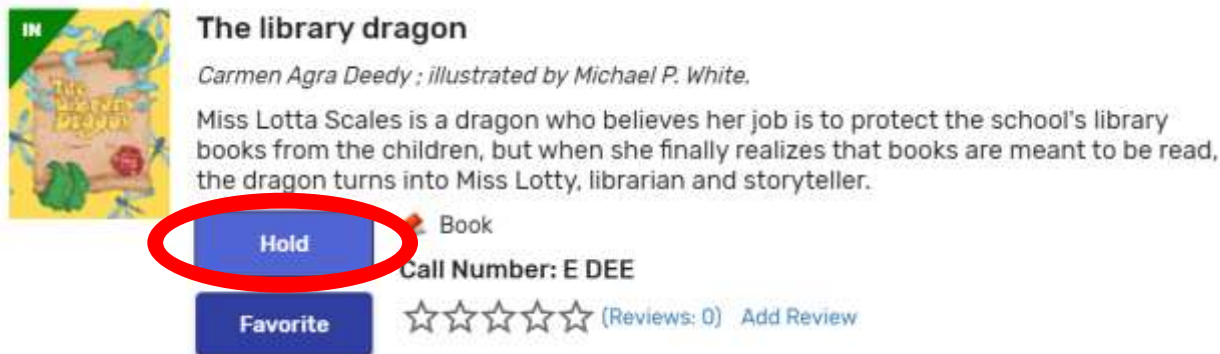 IN
The library dragon
Carmen Agra Deedy ; illustrated by Michael P. White.
Miss Lotta Scales is a dragon who believes her job is to protect the school's library
books from the children, but when she finally realizes that books are meant to be read,
the dragon turns into Miss Lotty, librarian and storyteller.
The
Library
Dragon
Hold
Book
Call Number: E DEE
Favorite
(Reviews: 0) Add Review